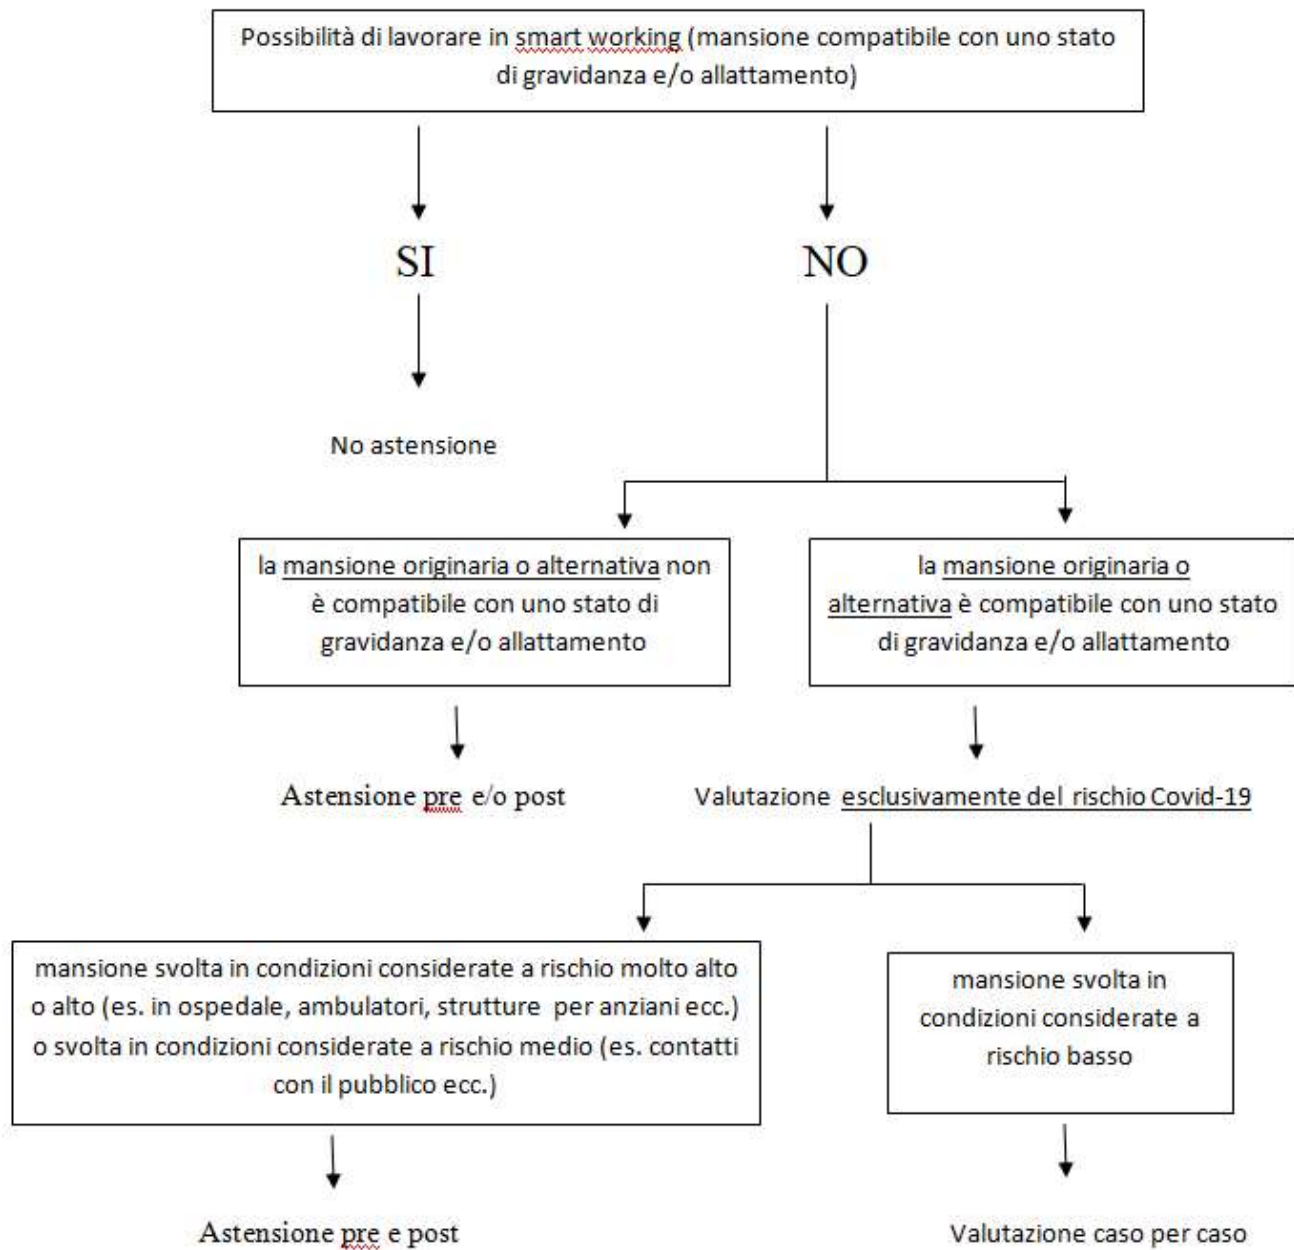 Possibilità di lavorare in smart working (mansione compatibile con uno stato
di gravidanza e/o allattamento)
SI
NO
No astensione
la mansione originaria o alternativa non
è compatibile con uno stato di
gravidanza e/o allattamento
la mansione originaria o
alternativa è compatibile con uno stato
di gravidanza e/o allattamento
Astensione pre e/o post
Valutazione esclusivamente del rischio Covid-19
mansione svolta in condizioni considerate a rischio molto alto
o alto (es. in ospedale, ambulatori, strutture per anziani ecc.)
o svolta in condizioni considerate a rischio medio (es. contatti
con il pubblico ecc.)
mansione svolta in
condizioni considerate a
rischio basso
Astensione pre e post
Valutazione caso per caso